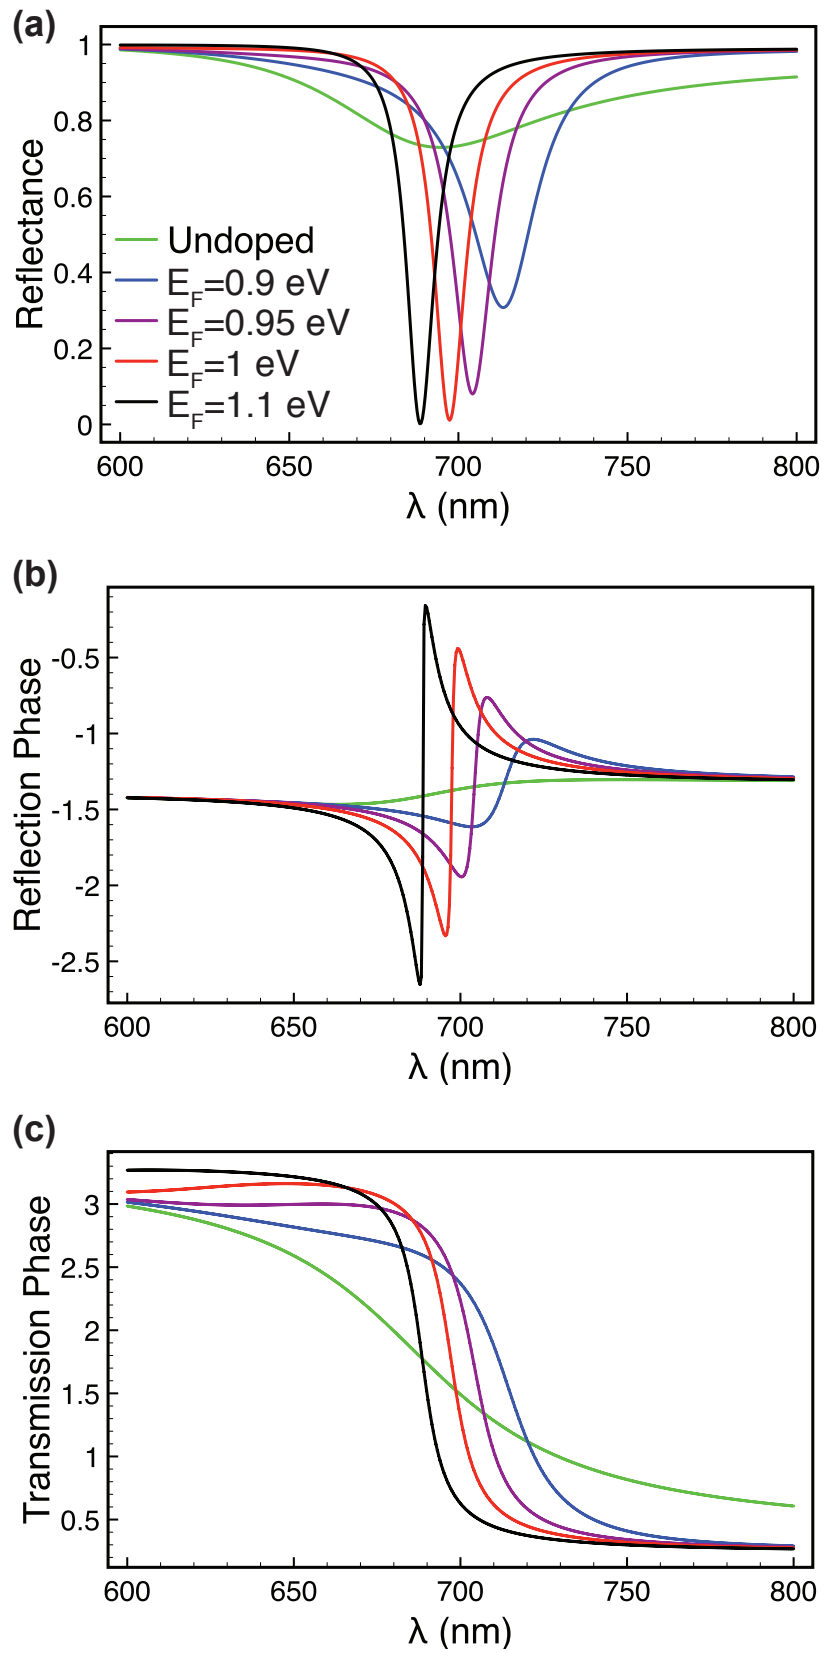 (a)
1
0.8
0.6
0.4
0.2
0
Reflectance
Undoped
E_F=0.9 eV
E_F=0.95 eV
E_F=1 eV
E_F=1.1 eV
600 650 700 750 800
λ (nm)
(b)
-0.5
-1
-1.5
-2
-2.5
Reflection Phase
600 650 700 750 800
λ (nm)
(c)
3
2.5
2
1.5
1
0.5
Transmission Phase
600 650 700 750 800
λ (nm)